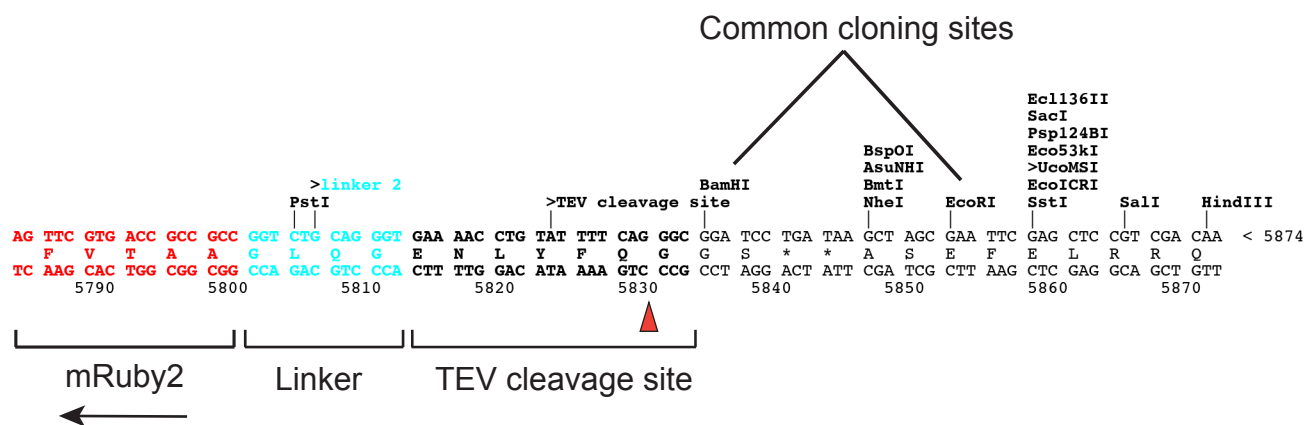 Common cloning sites
Ecl136II
SacI
Psp124BI
BspOI Eco53kI
AsuNHI >UcoMSI
>linker 2 BamHI BmtI EcoICRI
PstI >TEV cleavage site NheI EcoRI SstI SalI HindIII
AG TTC GTG ACC GCC GCC GGT CTG CAG GGT GAA AAC CTG TAT TTT CAG GGC GGA TCC TGA TAA GCT AGC GAA TTC GAG CTC CGT CGA CAA < 5874
F V T A A G L Q G E N L Y F Q G G S * * A S E F E L R R Q
TC AAG CAC TGG CGG CGG CCA GAC GTC CCA CTT TTG GAC ATA AAA GTC CCG CCT AGG ACT ATT CGA TCG CTT AAG CTC GAG GCA GCT GTT
5790 5800 5810 5820 5830 5840 5850 5860 5870
mRuby2 Linker TEV cleavage site